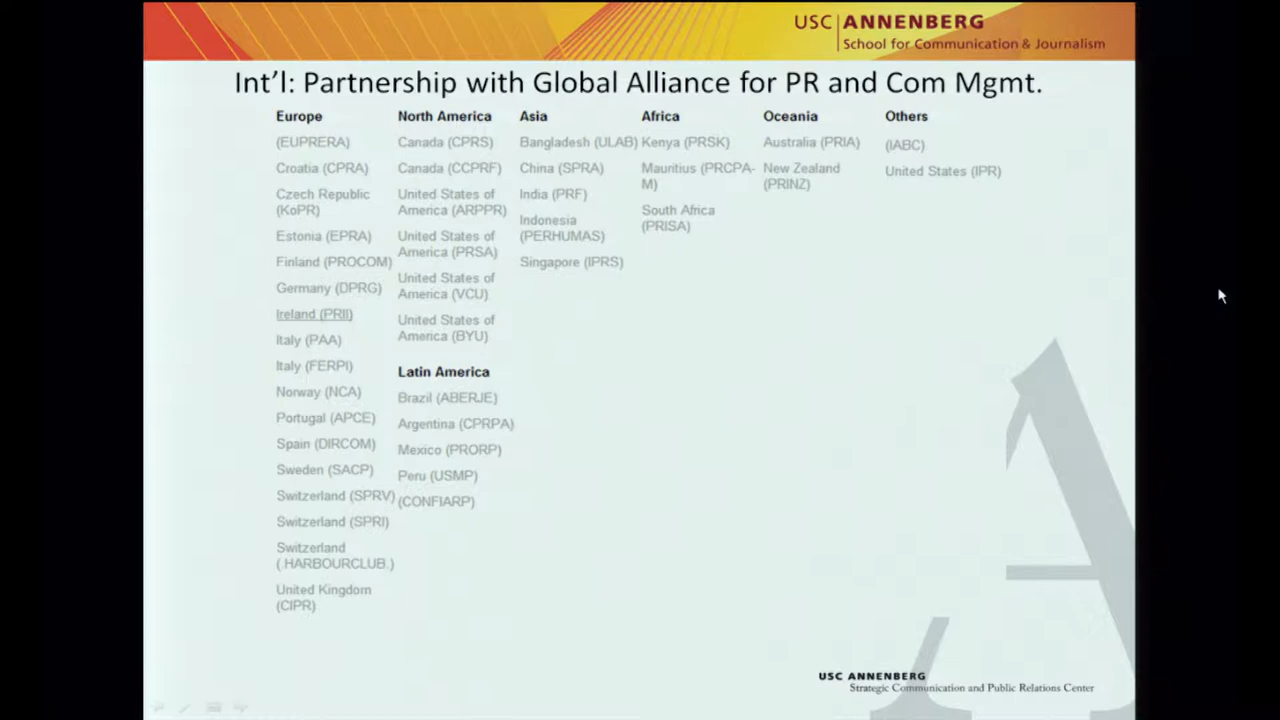 USC ANNENBERG
School for Communication & Journalism
Int'l: Partnership with Global Alliance for PR and Com Mgmt.
Europe
(EUPRERA)
Croatia (CPRA)
Czech Republic
(KoPR)
Estonia (EPRA)
Finland (PROCOM)
Germany (DPRG)
Ireland (PRII)
Italy (PAA)
Italy (FERPI)
Norway (NCA)
Portugal (APCE)
Spain (DIRCOM)
Sweden (SACP)
Switzerland (SPRV)
Switzerland (SPRI)
Switzerland
(.HARBOURCLUB.)
United Kingdom
(CIPR)
North America
Canada (CPRS)
Canada (CCPRF)
United States of
America (ARPPR)
United States of
America (PRSA)
United States of
America (VCU)
United States of
America (BYU)
Latin America
Brazil (ABERJE)
Argentina (CPRPA)
Mexico (PRORP)
Peru (USMP)
(CONFIARP)
Asia
Bangladesh (ULAB)
China (SPRA)
India (PRF)
Indonesia
(PERHUMAS)
Singapore (IPRS)
Africa
Kenya (PRSK)
Mauritius (PRCPA-
M)
South Africa
(PRISA)
Oceania
Australia (PRIA)
New Zealand
(PRINZ)
Others
(IABC)
United States (IPR)
USC ANNENBERG
Strategic Communication and Public Relations Center